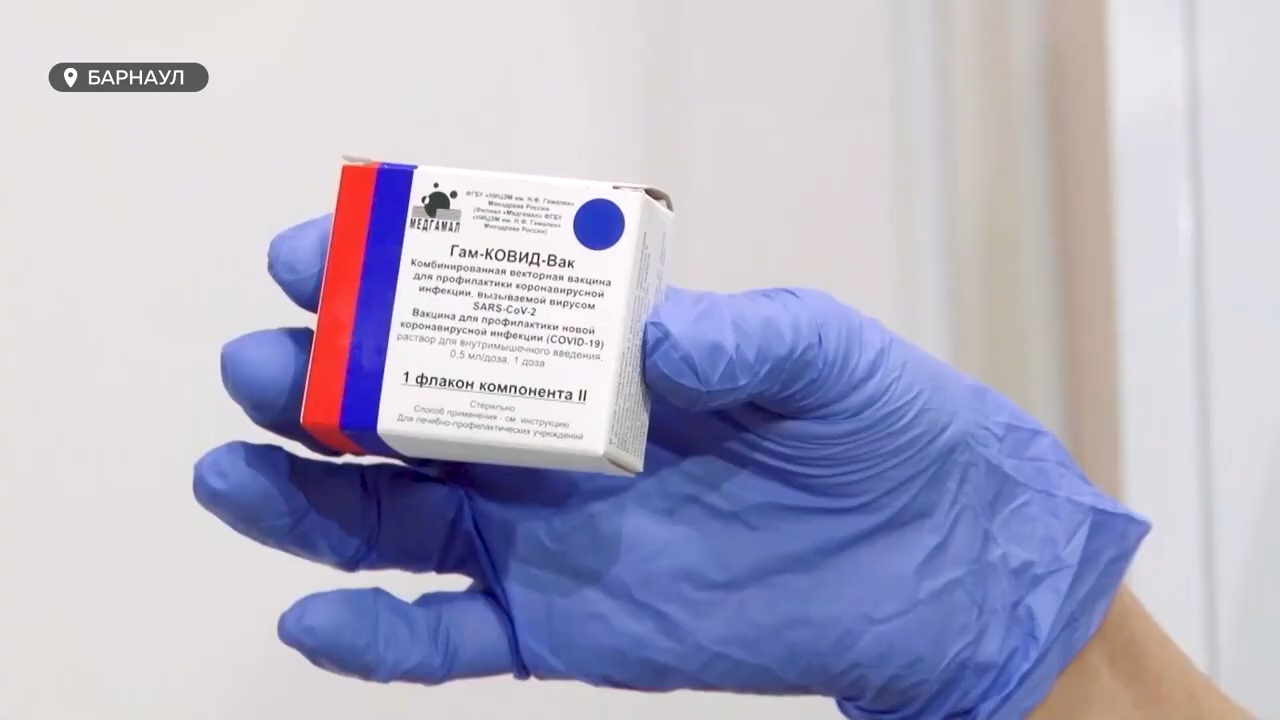 БАРНАУЛ
МЕДГАМАЛ
ФГБУ «НИЦЭМ им. Н.Ф. Гамалеи»
Минздрава России
(Филиал «Медгамал» ФГБУ
«НИЦЭМ им. Н.Ф. Гамалеи»
Минздрава России)
Гам-КОВИД-Вак
Комбинированная векторная вакцина
для профилактики коронавирусной
инфекции, вызываемой вирусом
SARS-CoV-2
Вакцина для профилактики новой
коронавирусной инфекции (COVID-19)
раствор для внутримышечного введения,
0,5 мл/доза, 1 доза
1 флакон компонента II
Стерильно
Способ применения - см. инструкцию
Для лечебно-профилактических учреждений